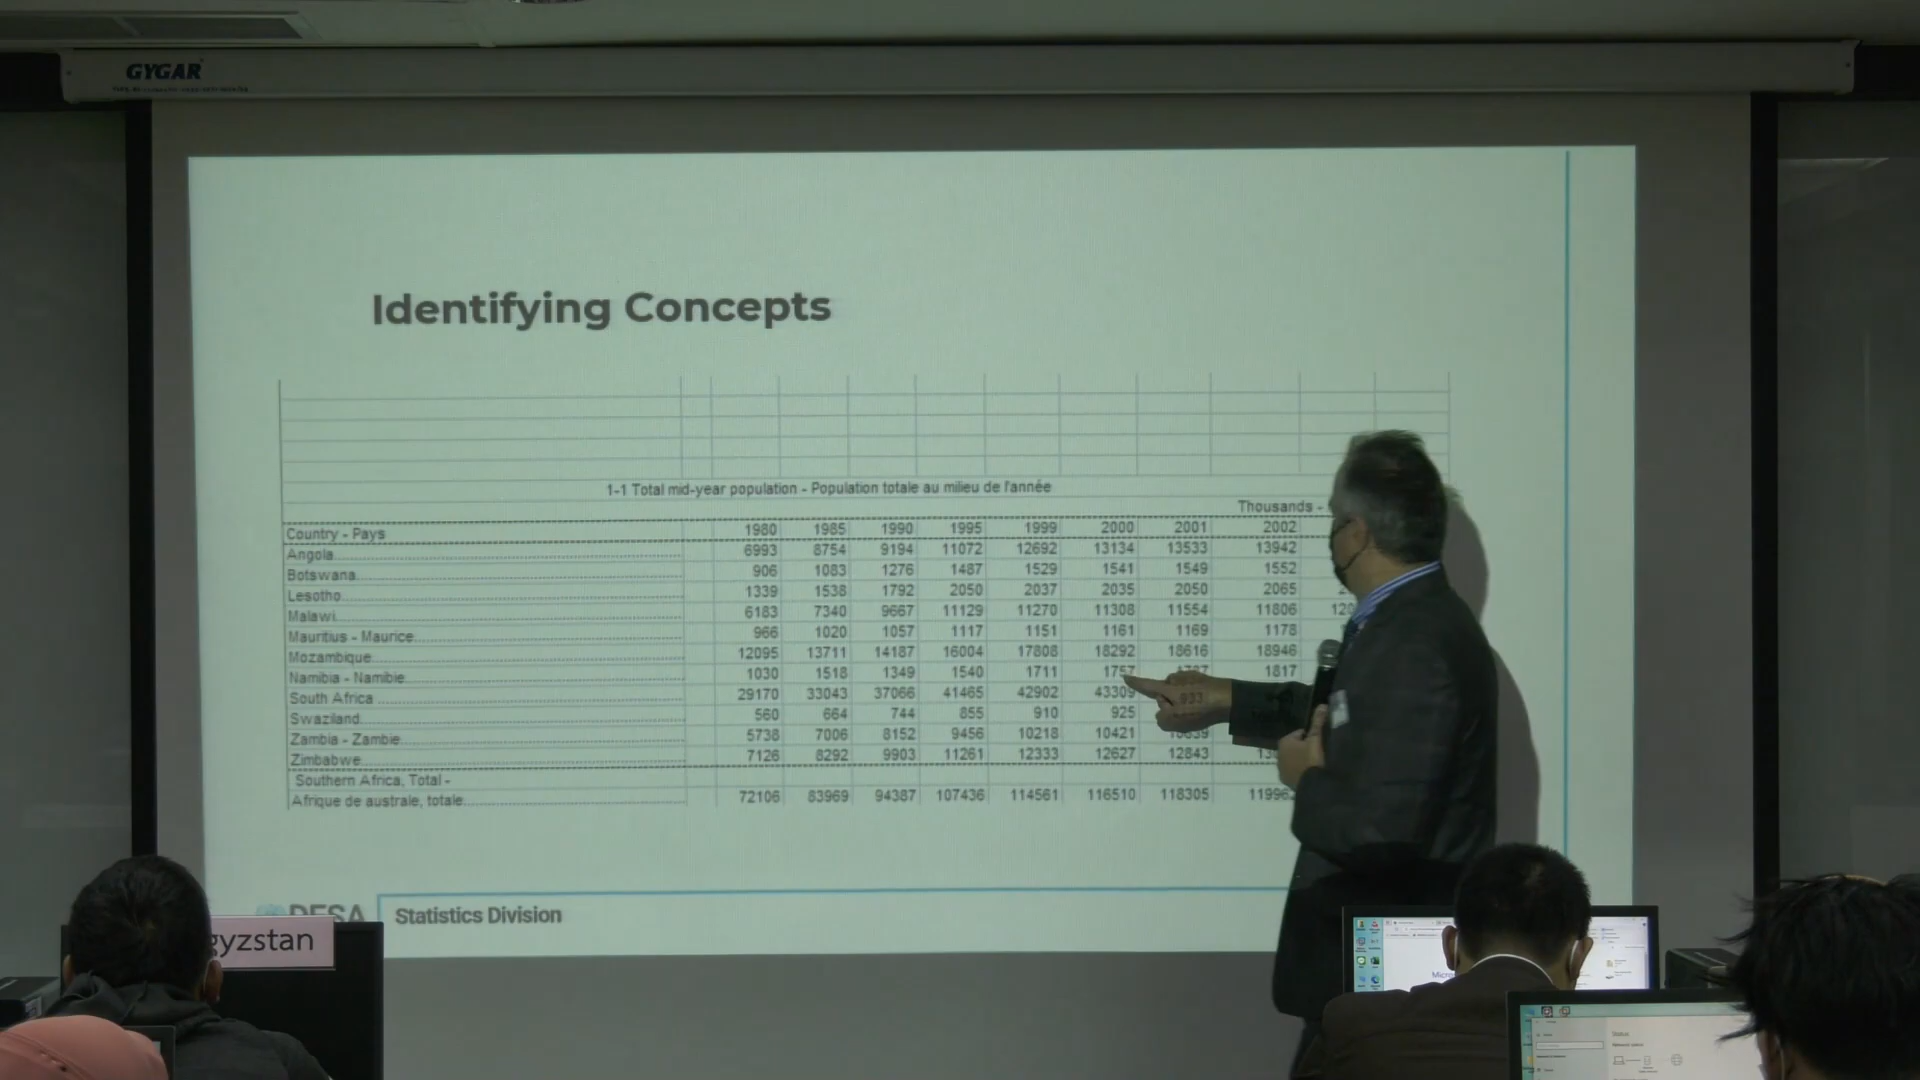 GYGAR
Identifying Concepts
1-1 Total mid-year population - Population totale au milieu de l'année
Thousands -
Country - Pays 1980 1985 1990 1995 1999 2000 2001 2002
Angola 6993 8754 9194 11072 12692 13134 13533 13942
Botswana 906 1083 1276 1487 1529 1541 1549 1552
Lesotho 1339 1538 1792 2050 2037 2035 2050 2065
Malawi 6183 7340 9667 11129 11270 11308 11554 11806 120
Mauritius - Maurice 966 1020 1057 1117 1151 1161 1169 1178
Mozambique 12095 13711 14187 16004 17808 18292 18616 18946
Namibia - Namibie 1030 1518 1349 1540 1711 1757 1817
South Africa 29170 33043 37066 41465 42902 43309
Swaziland 560 664 744 855 910 925
Zambia - Zambie 5738 7006 8152 9456 10218 10421
Zimbabwe 7126 8292 9903 11261 12333 12627 12843
Southern Africa, Total -
Afrique de australe, totale 72106 83969 94387 107436 114561 116510 118305 11996
DESA
Statistics Division
gyzstan